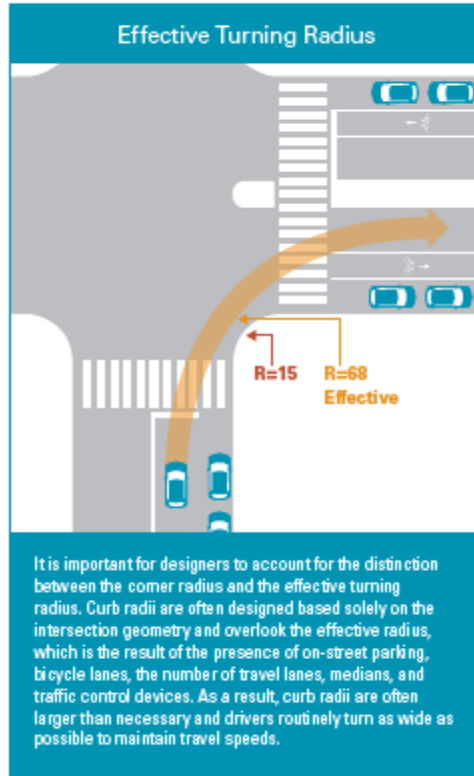 Effective Turning Radius
R=15
R=68
Effective
It is important for designers to account for the distinction
between the corner radius and the effective turning
radius. Curb radii are often designed based solely on the
intersection geometry and overlook the effective radius,
which is the result of the presence of on-street parking,
bicycle lanes, the number of travel lanes, medians, and
traffic control devices. As a result, curb radii are often
larger than necessary and drivers routinely turn as wide as
possible to maintain travel speeds.